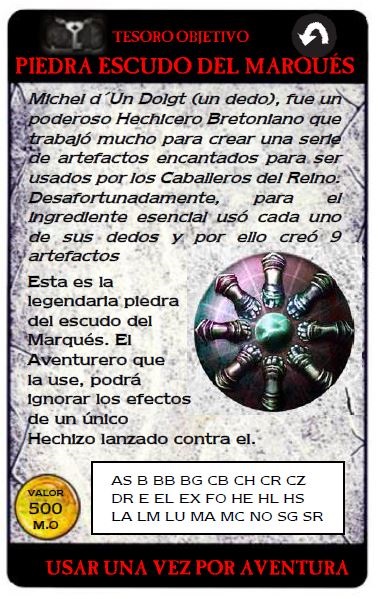 TESORO OBJETIVO
PIEDRA ESCUDO DEL MARQUÉS
Michel d´Un Doigt (un dedo), fue un
poderoso Hechicero Bretoniano que
trabajó mucho para crear una serie
de artefactos encantados para ser
usados por los Caballeros del Reino.
Desafortunadamente, para el
ingrediente esencial usó cada uno
de sus dedos y por ello creó 9
artefactos
Esta es la
legendaria piedra
del escudo del
Marqués. El
Aventurero que
la use, podrá
ignorar los efectos
de un único
Hechizo lanzado contra el.
VALOR
500
M.O
AS B BB BG CB CH CR CZ
DR E EL EX FO HE HL HS
LA LM LU MA MC NO SG SR
USAR UNA VEZ POR AVENTURA